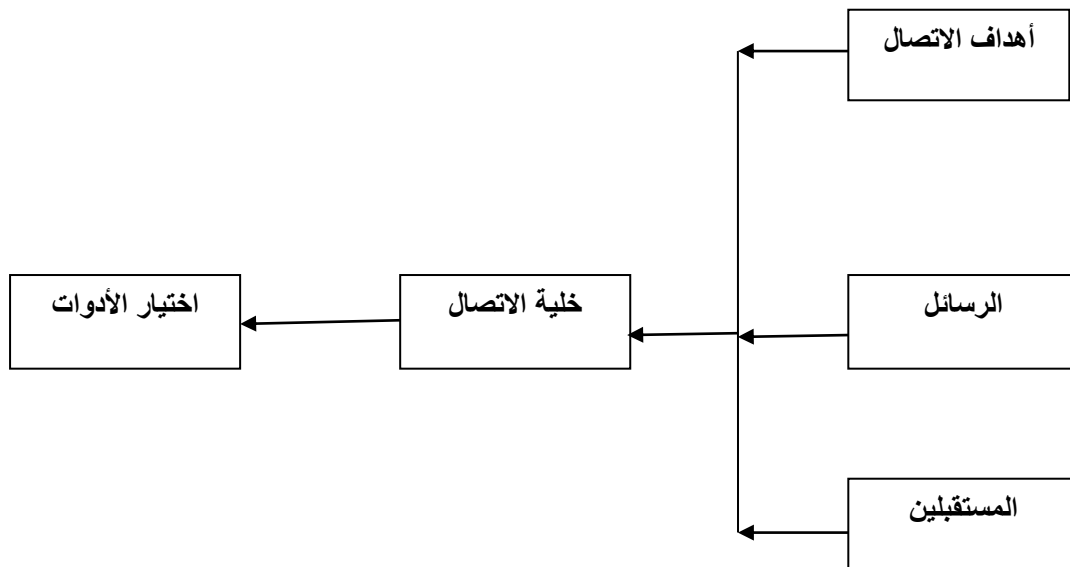 أهداف الاتصال
الرسائل
خلية الاتصال
اختيار الأدوات
المستقبلين